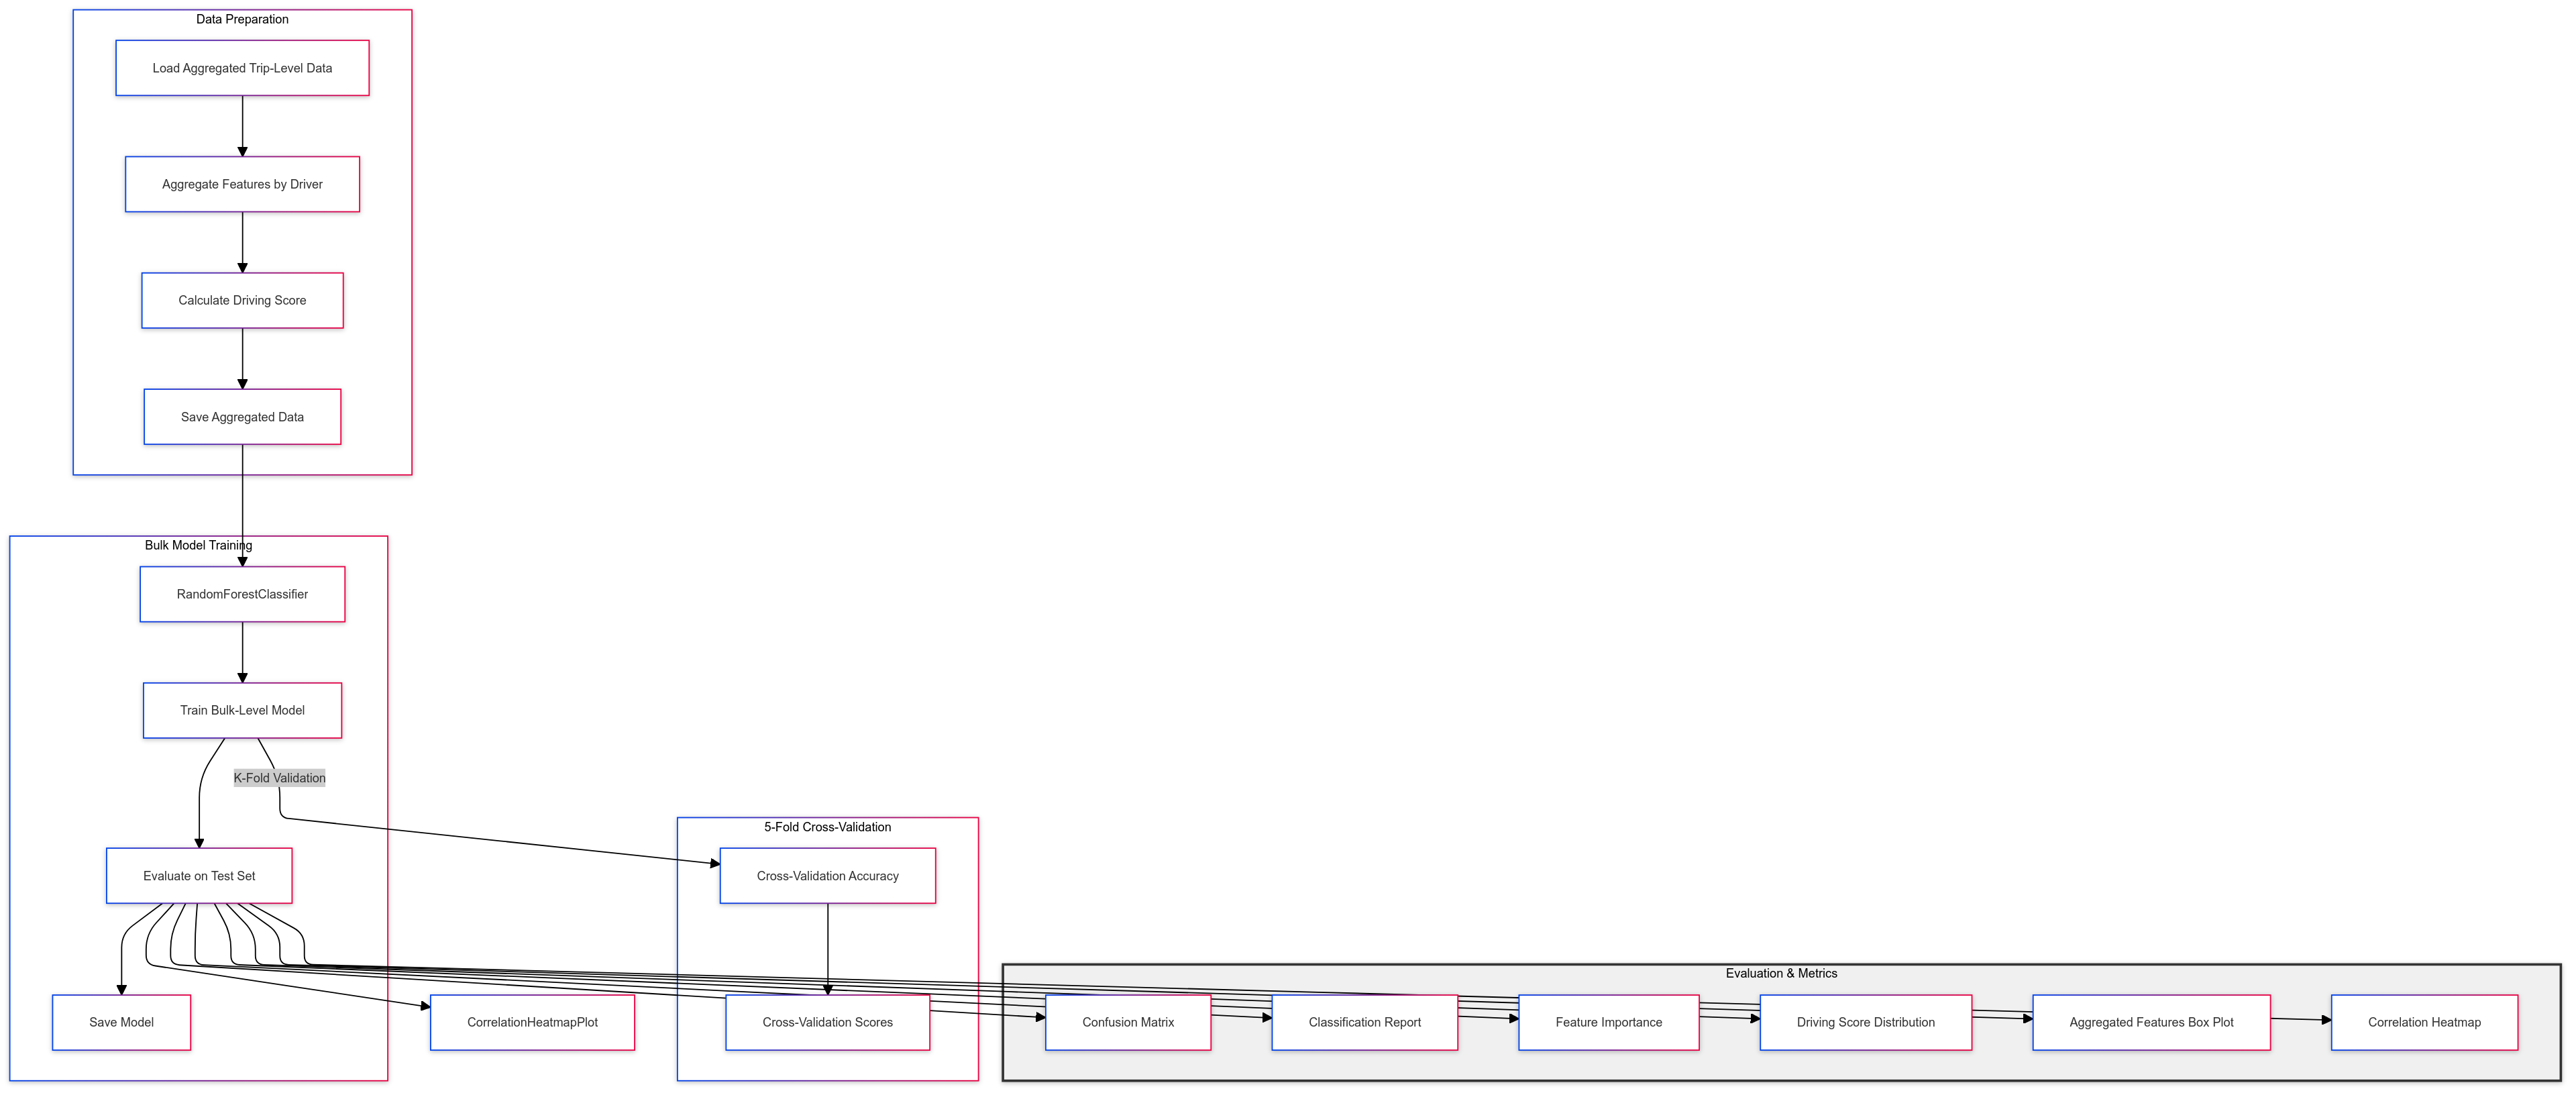 Data Preparation
Load Aggregated Trip-Level Data
Aggregate Features by Driver
Calculate Driving Score
Save Aggregated Data
Bulk Model Training
RandomForestClassifier
Train Bulk-Level Model
K-Fold Validation
5-Fold Cross-Validation
Evaluate on Test Set
Cross-Validation Accuracy
Evaluation & Metrics
Save Model
CorrelationHeatmapPlot
Cross-Validation Scores
Confusion Matrix
Classification Report
Feature Importance
Driving Score Distribution
Aggregated Features Box Plot
Correlation Heatmap